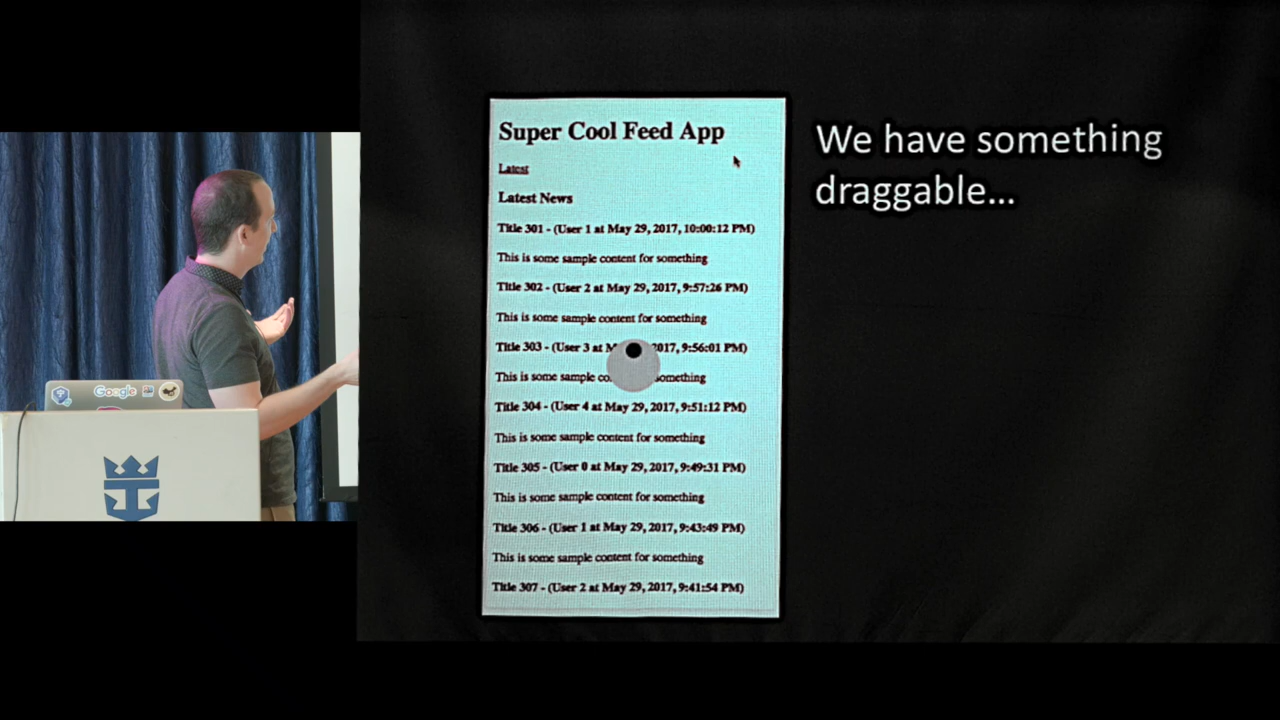 Super Cool Feed App
Latest
Latest News
Title 301 - (User 1 at May 29, 2017, 10:00:12 PM)
This is some sample content for something
Title 302 - (User 2 at May 29, 2017, 9:57:26 PM)
This is some sample content for something
Title 303 - (User 3 at M 2017, 9:56:01 PM)
This is some sample co omething
Title 304 - (User 4 at May 29, 2017, 9:51:12 PM)
This is some sample content for something
Title 305 - (User 0 at May 29, 2017, 9:49:31 PM)
This is some sample content for something
Title 306 - (User 1 at May 29, 2017, 9:43:49 PM)
This is some sample content for something
Title 307 - (User 2 at May 29, 2017, 9:41:54 PM)
We have something
draggable...
Google